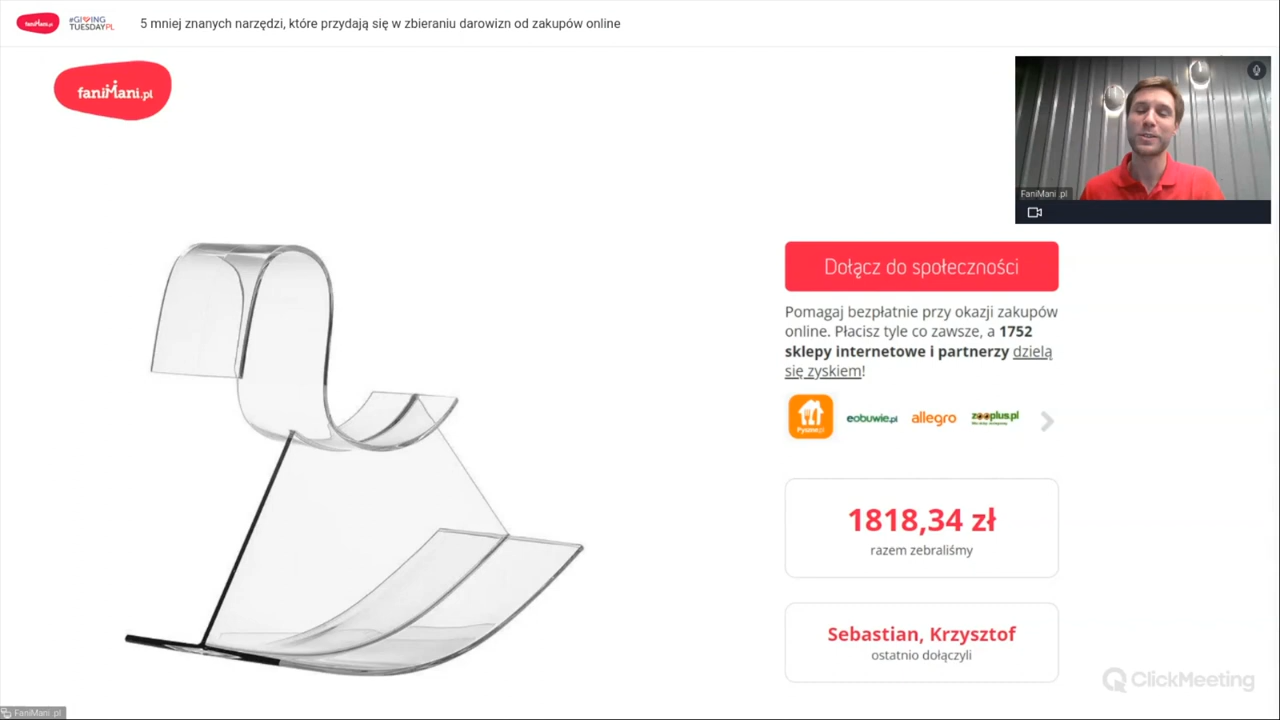 faniMani.pl
#GIVING
TUESDAYPL
5 mniej znanych narzędzi, które przydają się w zbieraniu darowizn od zakupów online
faniMani.pl
FaniMani .pl
Dołącz do społeczności
Pomagaj bezpłatnie przy okazji zakupów
online. Płacisz tyle co zawsze, a 1752
sklepy internetowe i partnerzy dzielą
się zyskiem!
Pyszne.pl
eobuwie.pl
allegro
zooplus.pl
1818,34 zł
razem zebraliśmy
Sebastian, Krzysztof
ostatnio dołączyli
ClickMeeting
FaniMani .pl